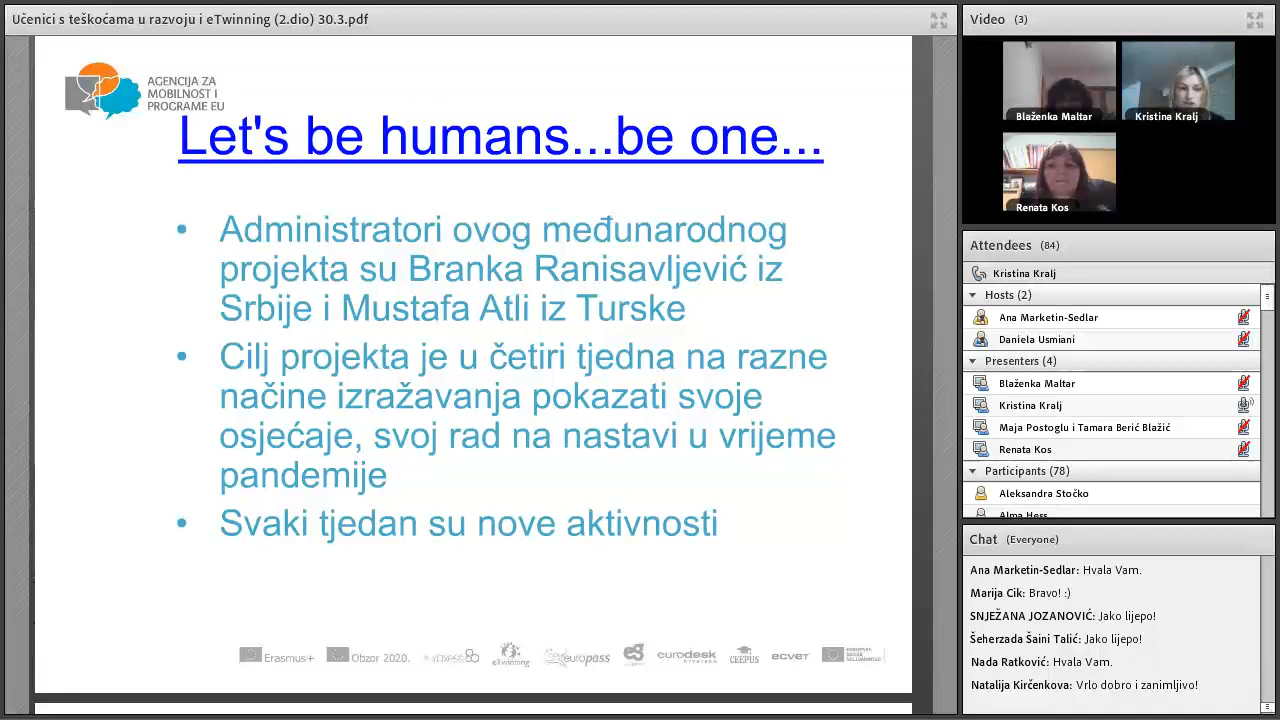 Učenici s teškoćama u razvoju i eTwinning (2.dio) 30.3.pdf
AGENCIJA ZA
MOBILNOST I
PROGRAME EU
Let's be humans...be one...
• Administratori ovog međunarodnog
projekta su Branka Ranisavljević iz
Srbije i Mustafa Atli iz Turske
• Cilj projekta je u četiri tjedna na razne
načine izražavanja pokazati svoje
osjećaje, svoj rad na nastavi u vrijeme
pandemije
• Svaki tjedan su nove aktivnosti
Erasmus+
Obzor 2020.
eTwinning
europass
eurodesk
CEEPUS
ECVET
Video (3)
Blaženka Maltar
Kristina Kralj
Renata Kos
Attendees (84)
Kristina Kralj
Hosts (2)
Ana Marketin-Sedlar
Daniela Usmiani
Presenters (4)
Blaženka Maltar
Kristina Kralj
Maja Postoglu i Tamara Berić Blažić
Renata Kos
Participants (78)
Aleksandra Stočko
Alma Hess
Chat (Everyone)
Ana Marketin-Sedlar: Hvala Vam.
Marija Cik: Bravo! :)
SNJEŽANA JOZANOVIĆ: Jako lijepo!
Šeherzada Šaini Talić: Jako lijepo!
Nada Ratković: Hvala Vam.
Natalija Kirčenkova: Vrlo dobro i zanimljivo!